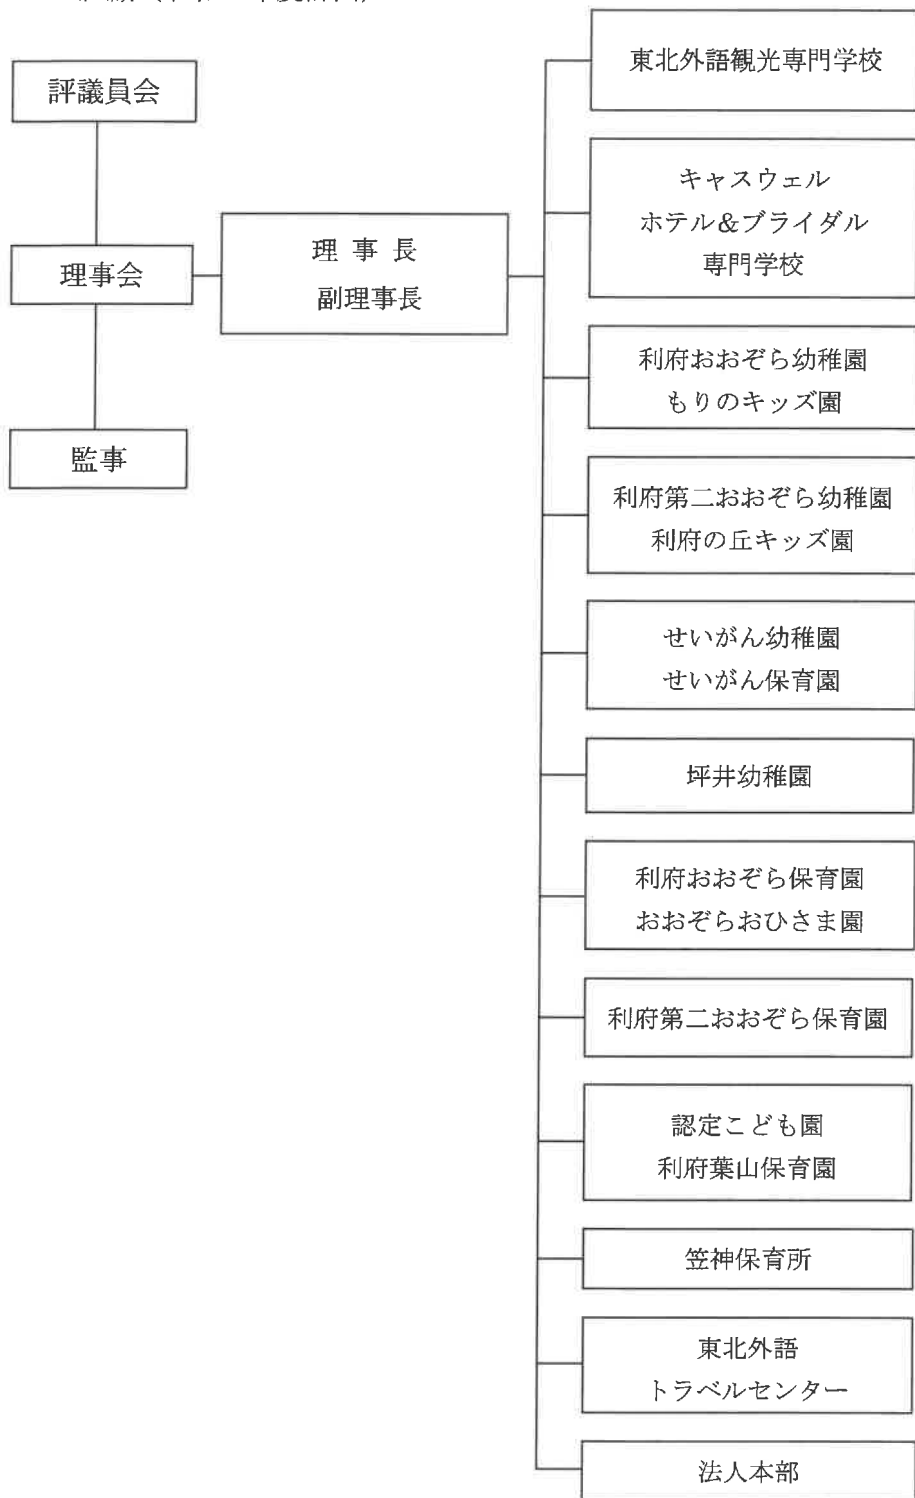 評議員会
理事会
監事
理事長
副理事長
東北外語観光専門学校
キャスウェル
ホテル&ブライダル
専門学校
利府おおぞら幼稚園
もりのキッズ園
利府第二おおぞら幼稚園
利府の丘キッズ園
せいがん幼稚園
せいがん保育園
坪井幼稚園
利府おおぞら保育園
おおぞらおひさま園
利府第二おおぞら保育園
認定こども園
利府葉山保育園
笠神保育所
東北外語
トラベルセンター
法人本部